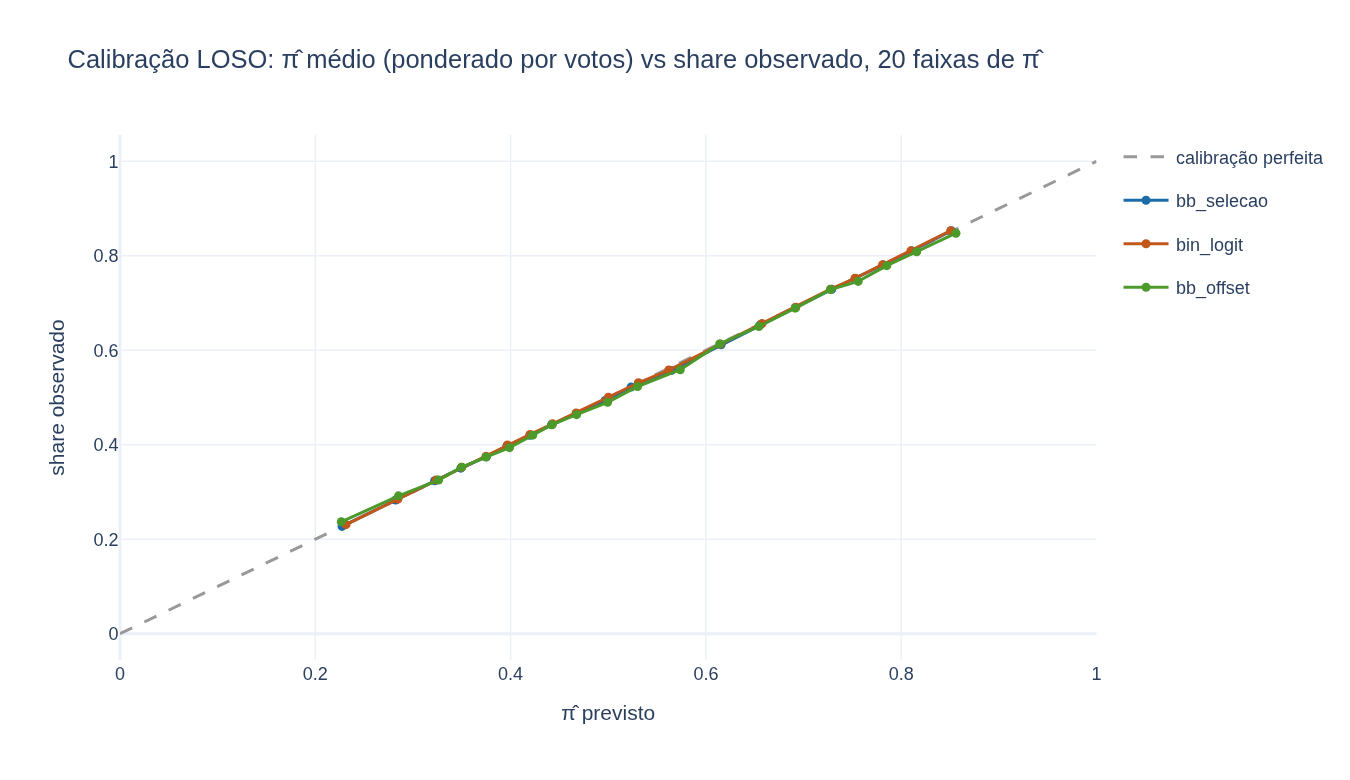 Calibração LOSO: π̂ médio (ponderado por votos) vs share observado, 20 faixas de π̂
calibração perfeita
bb_selecao
bin_logit
bb_offset
share observado
1
0.8
0.6
0.4
0.2
0
0
0.2
0.4
0.6
0.8
1
π̂ previsto